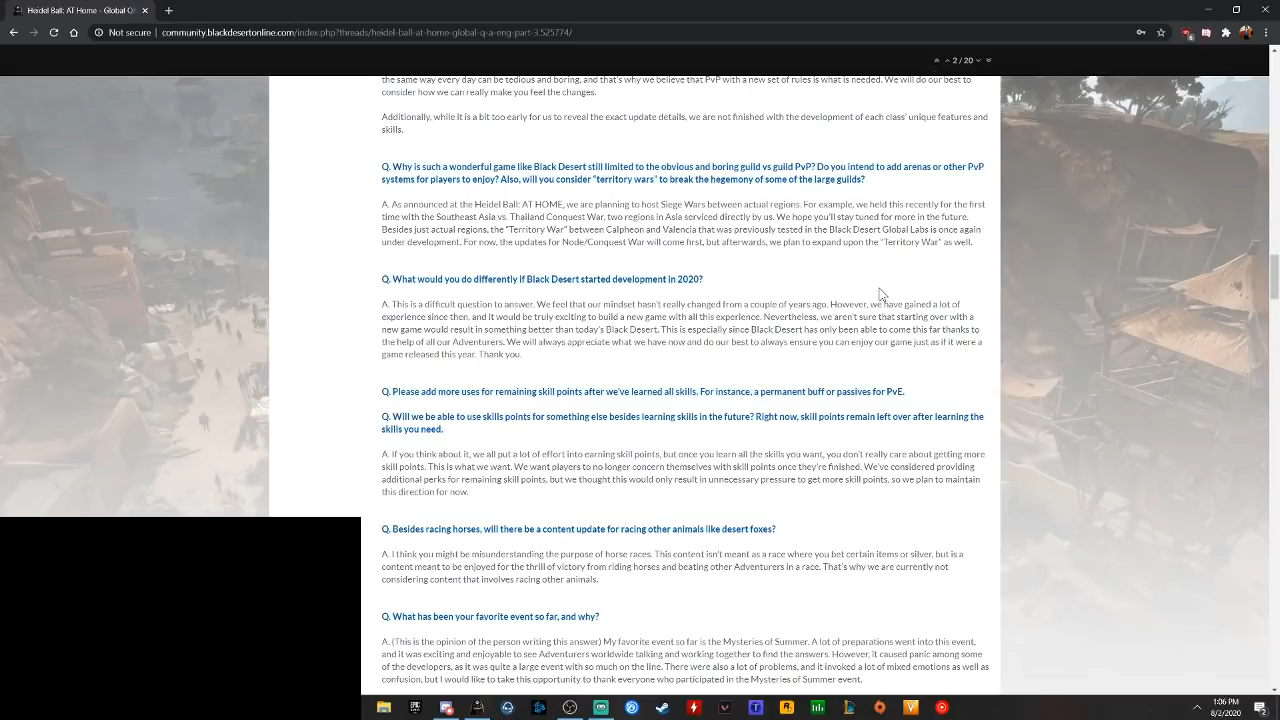 Heidel Ball: AT Home - Global Q&
Not secure
community.blackdesertonline.com/index.php?threads/heidel-ball-at-home-global-q-a-eng-part-3.525774/
2 / 20
the same way every day can be tedious and boring, and that's why we believe that PvP with a new set of rules is what is needed. We will do our best to
consider how we can really make you feel the changes.
Additionally, while it is a bit too early for us to reveal the exact update details, we are not finished with the development of each class' unique features and
skills.
Q. Why is such a wonderful game like Black Desert still limited to the obvious and boring guild vs guild PvP? Do you intend to add arenas or other PvP
systems for players to enjoy? Also, will you consider "territory wars" to break the hegemony of some of the large guilds?
A. As announced at the Heidel Ball: AT HOME, we are planning to host Siege Wars between actual regions. For example, we held this recently for the first
time with the Southeast Asia vs. Thailand Conquest War, two regions in Asia serviced directly by us. We hope you'll stay tuned for more in the future.
Besides just actual regions, the "Territory War" between Calpheon and Valencia that was previously tested in the Black Desert Global Labs is once again
under development. For now, the updates for Node/Conquest War will come first, but afterwards, we plan to expand upon the "Territory War" as well.
Q. What would you do differently if Black Desert started development in 2020?
A. This is a difficult question to answer. We feel that our mindset hasn't really changed from a couple of years ago. However, we have gained a lot of
experience since then, and it would be truly exciting to build a new game with all this experience. Nevertheless, we aren't sure that starting over with a
new game would result in something better than today's Black Desert. This is especially since Black Desert has only been able to come this far thanks to
the help of all our Adventurers. We will always appreciate what we have now and do our best to always ensure you can enjoy our game just as if it were a
game released this year. Thank you.
Q. Please add more uses for remaining skill points after we've learned all skills. For instance, a permanent buff or passives for PvE.
Q. Will we be able to use skills points for something else besides learning skills in the future? Right now, skill points remain left over after learning the
skills you need.
A. If you think about it, we all put a lot of effort into earning skill points, but once you learn all the skills you want, you don't really care about getting more
skill points. This is what we want. We want players to no longer concern themselves with skill points once they're finished. We've considered providing
additional perks for remaining skill points, but we thought this would only result in unnecessary pressure to get more skill points, so we plan to maintain
this direction for now.
Q. Besides racing horses, will there be a content update for racing other animals like desert foxes?
A. I think you might be misunderstanding the purpose of horse races. This content isn't meant as a race where you bet certain items or silver, but is a
content meant to be enjoyed for the thrill of victory from riding horses and beating other Adventurers in a race. That's why we are currently not
considering content that involves racing other animals.
Q. What has been your favorite event so far, and why?
A. (This is the opinion of the person writing this answer) My favorite event so far is the Mysteries of Summer. A lot of preparations went into this event,
and it was exciting and enjoyable to see Adventurers worldwide talking and working together to find the answers. However, it caused panic among some
of the developers, as it was quite a large event with so much on the line. There were also a lot of problems, and it invoked a lot of mixed emotions as well as
confusion, but I would like to take this opportunity to thank everyone who participated in the Mysteries of Summer event.
1:06 PM
8/2/2020